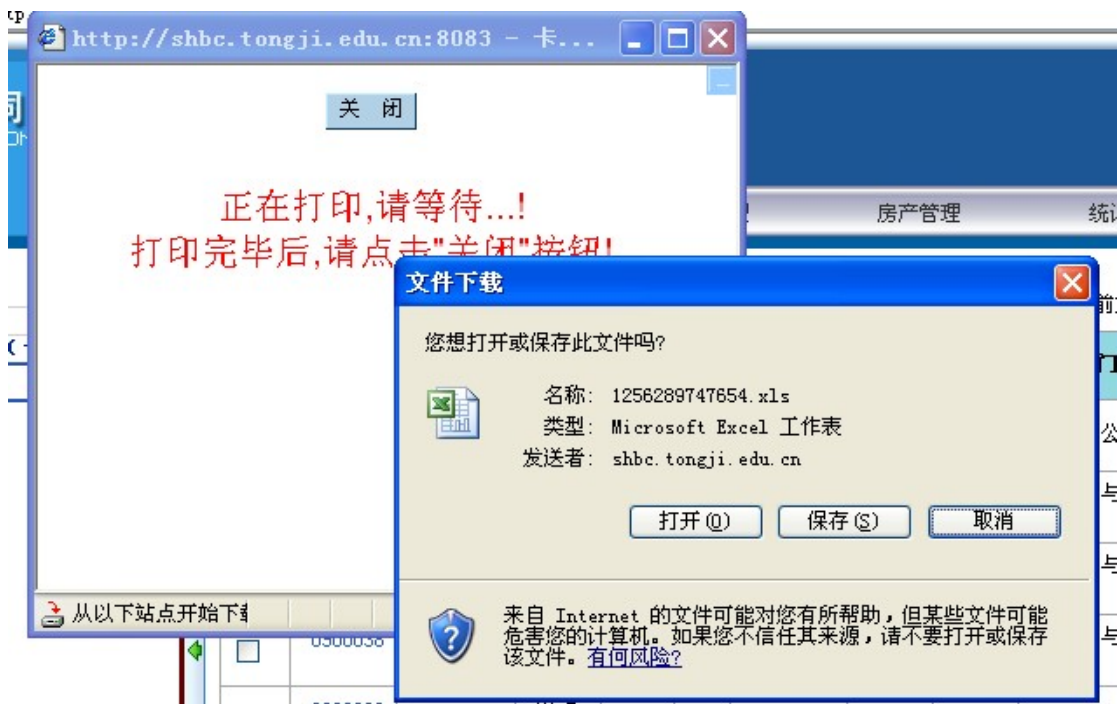 http://shbc.tongji.edu.cn:8083 - 卡...
关 闭
正在打印,请等待...!
打印完毕后,请点击"关闭"按钮!
房产管理
文件下载
您想打开或保存此文件吗?
名称: 1256289747654.xls
类型: Microsoft Excel 工作表
发送者: shbc.tongji.edu.cn
打开(O) 保存(S) 取消
来自 Internet 的文件可能对您有所帮助,但某些文件可能
危害您的计算机。如果您不信任其来源,请不要打开或保存
该文件。有何风险?
从以下站点开始下载
0900038